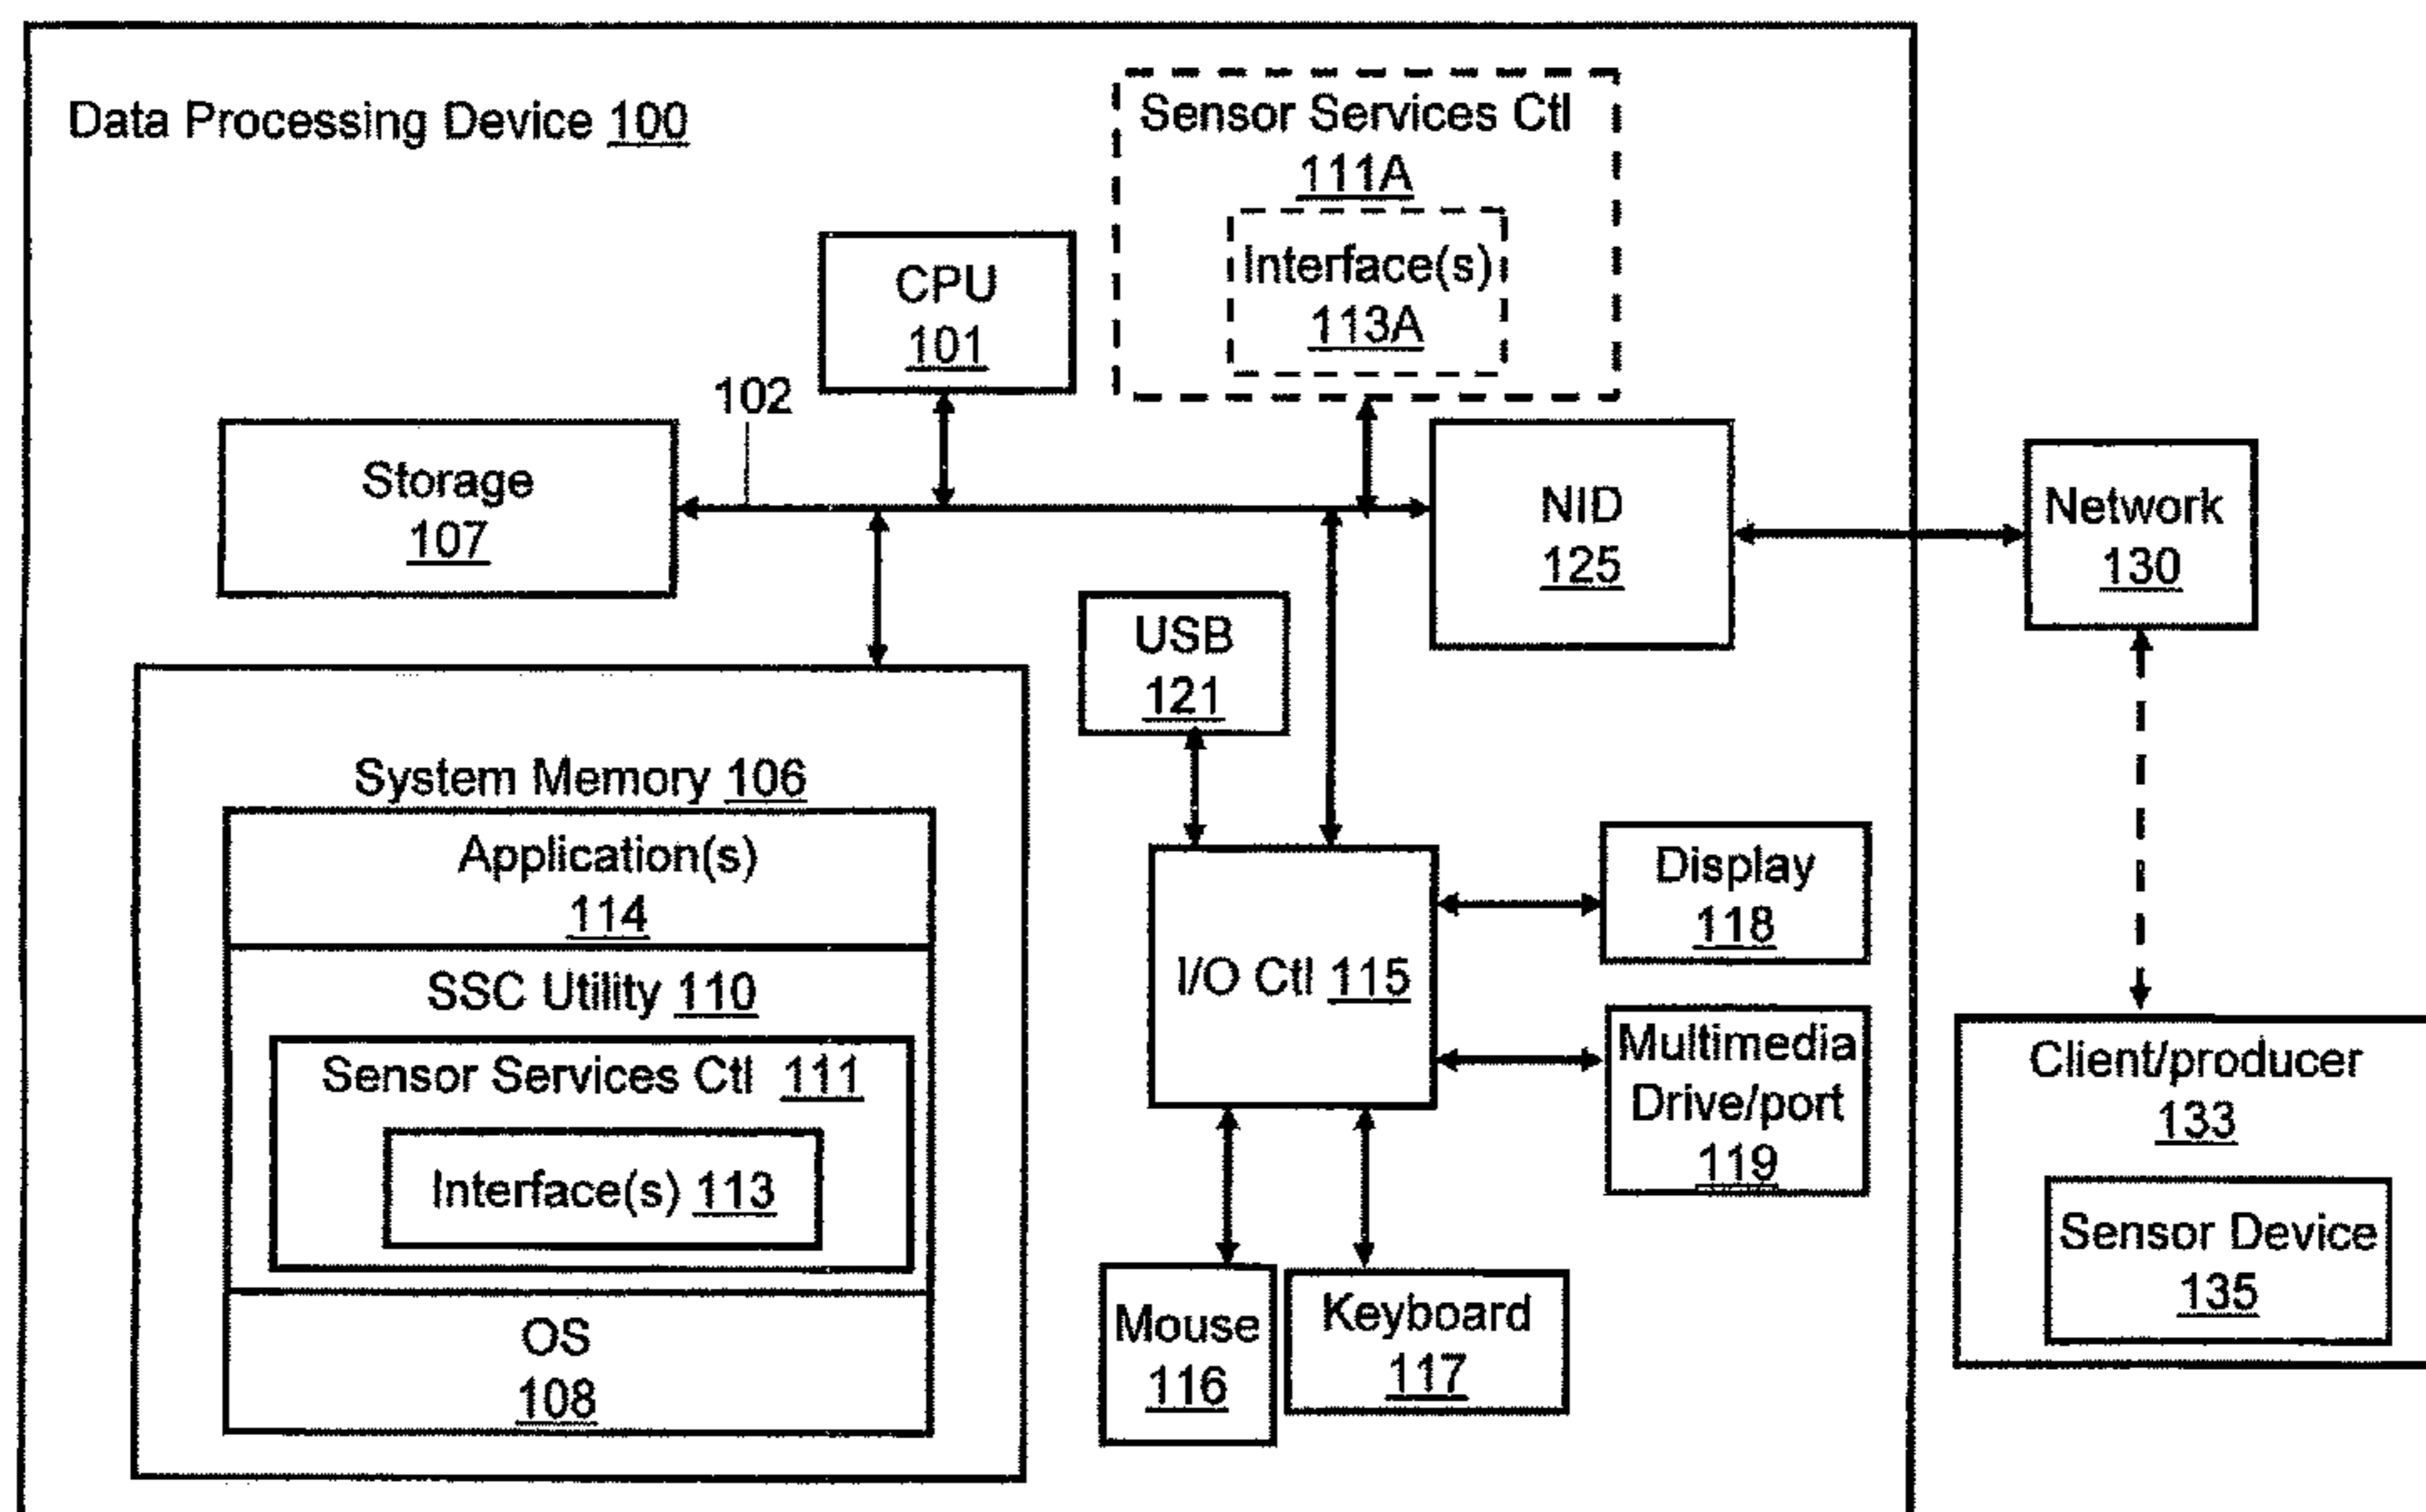 Data Processing Device 100
Sensor Services Ctl
111A
Interface(s)
113A
CPU
101
102
Storage
107
NID
125
Network
130
USB
121
System Memory 106
Application(s)
114
SSC Utility 110
Sensor Services Ctl 111
Interface(s) 113
OS
108
I/O Ctl 115
Display
118
Multimedia
Drive/port
119
Mouse
116
Keyboard
117
Client/producer
133
Sensor Device
135